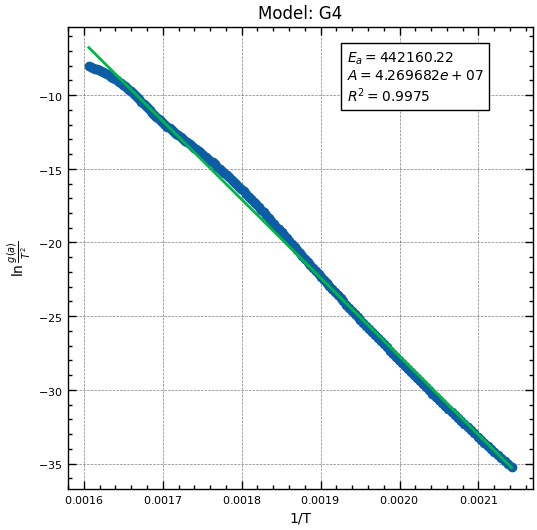 Model: G4
E_a = 442160.22
A = 4.269682e + 07
R^2 = 0.9975
ln g(a)/T^2
−10
−15
−20
−25
−30
−35
0.0016 0.0017 0.0018 0.0019 0.0020 0.0021
1/T